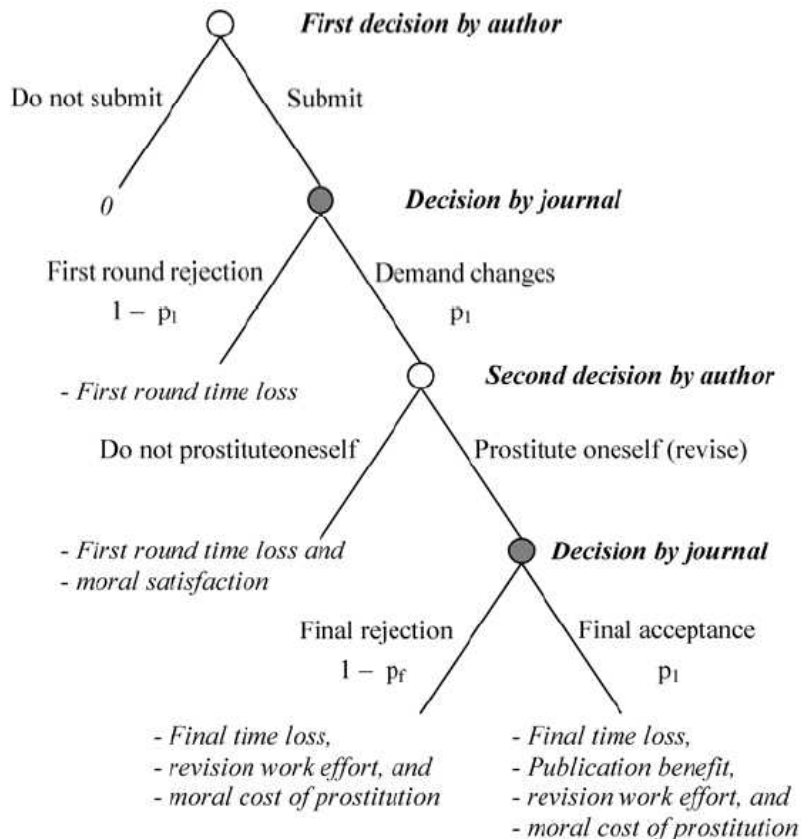 First decision by author
Do not submit
Submit
0
Decision by journal
First round rejection
Demand changes
1 – p1
p1
- First round time loss
Second decision by author
Do not prostituteoneself
Prostitute oneself (revise)
- First round time loss and
- moral satisfaction
Decision by journal
Final rejection
Final acceptance
1 – pf
p1
- Final time loss,
- revision work effort, and
- moral cost of prostitution
- Final time loss,
- Publication benefit,
- revision work effort, and
- moral cost of prostitution